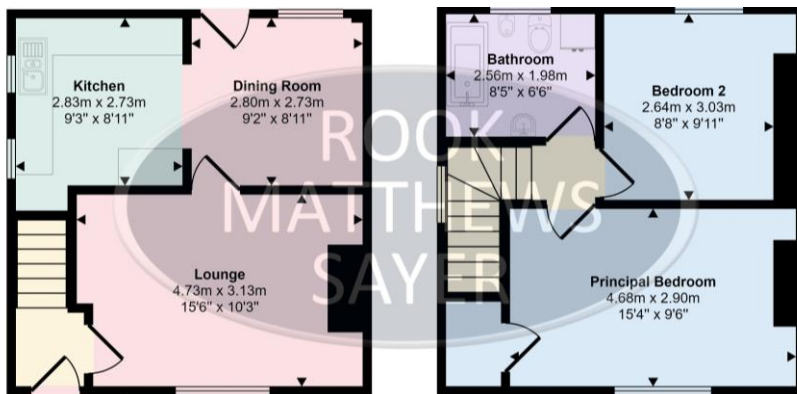 Kitchen
2.83m x 2.73m
9'3" x 8'11"
Dining Room
2.80m x 2.73m
9'2" x 8'11"
Lounge
4.73m x 3.13m
15'6" x 10'3"
Bathroom
2.56m x 1.98m
8'5" x 6'6"
Bedroom 2
2.64m x 3.03m
8'8" x 9'11"
Principal Bedroom
4.68m x 2.90m
15'4" x 9'6"
ROOK
MATTHEWS
SAYER